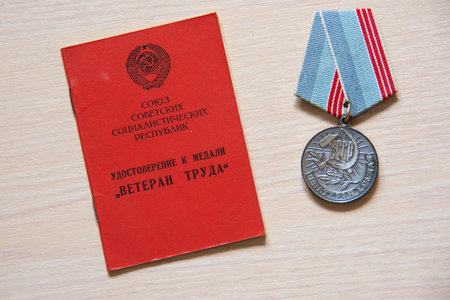 СОЮЗ
СОВЕТСКИХ
СОЦИАЛИСТИЧЕСКИХ
РЕСПУБЛИК
УДОСТОВЕРЕНИЕ К МЕДАЛИ
„ВЕТЕРАН ТРУДА“